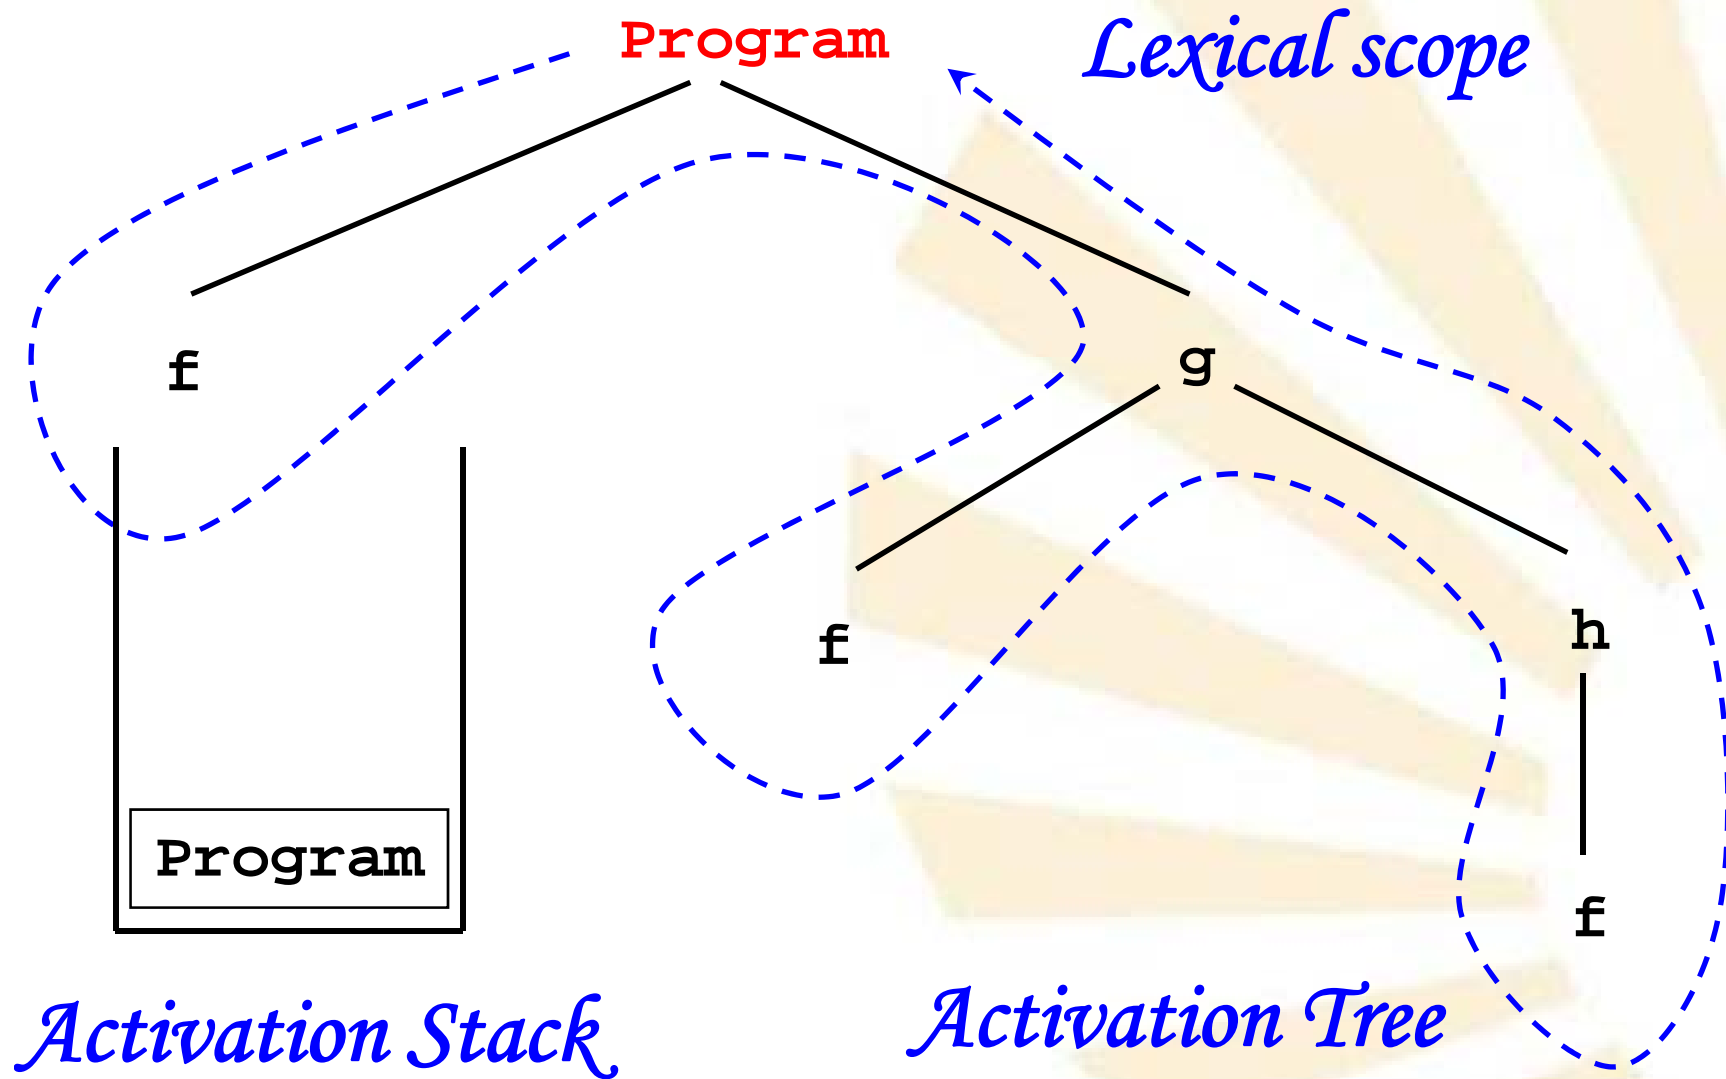 Program
Lexical scope
f
g
f
h
Program
f
Activation Stack
Activation Tree